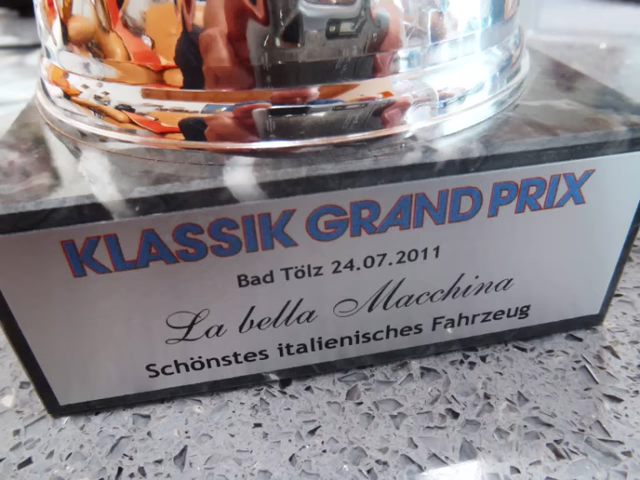 KLASSIK GRAND PRIX
Bad Tölz 24.07.2011
La bella Macchina
Schönstes italienisches Fahrzeug